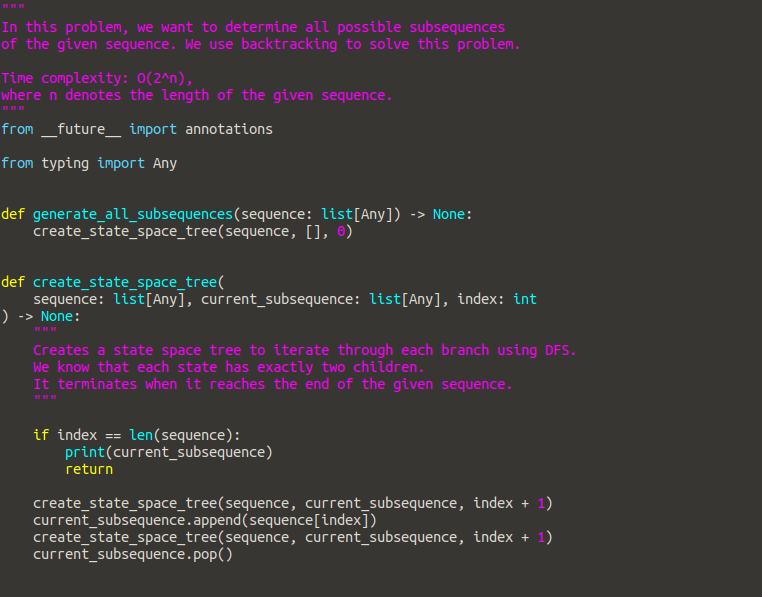 """
In this problem, we want to determine all possible subsequences
of the given sequence. We use backtracking to solve this problem.

Time complexity: O(2^n),
where n denotes the length of the given sequence.
"""
from __future__ import annotations

from typing import Any


def generate_all_subsequences(sequence: list[Any]) -> None:
    create_state_space_tree(sequence, [], 0)


def create_state_space_tree(
    sequence: list[Any], current_subsequence: list[Any], index: int
) -> None:
    """
    Creates a state space tree to iterate through each branch using DFS.
    We know that each state has exactly two children.
    It terminates when it reaches the end of the given sequence.
    """

    if index == len(sequence):
        print(current_subsequence)
        return

    create_state_space_tree(sequence, current_subsequence, index + 1)
    current_subsequence.append(sequence[index])
    create_state_space_tree(sequence, current_subsequence, index + 1)
    current_subsequence.pop()